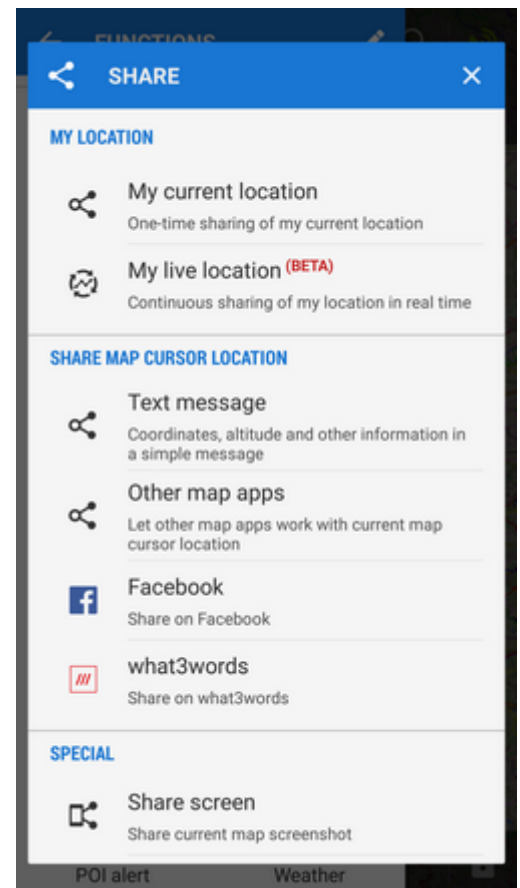 FUNCTIONS
SHARE
MY LOCATION
My current location
One-time sharing of my current location
My live location (BETA)
Continuous sharing of my location in real time
SHARE MAP CURSOR LOCATION
Text message
Coordinates, altitude and other information in
a simple message
Other map apps
Let other map apps work with current map
cursor location
Facebook
Share on Facebook
what3words
Share on what3words
SPECIAL
Share screen
Share current map screenshot
POI alert Weather